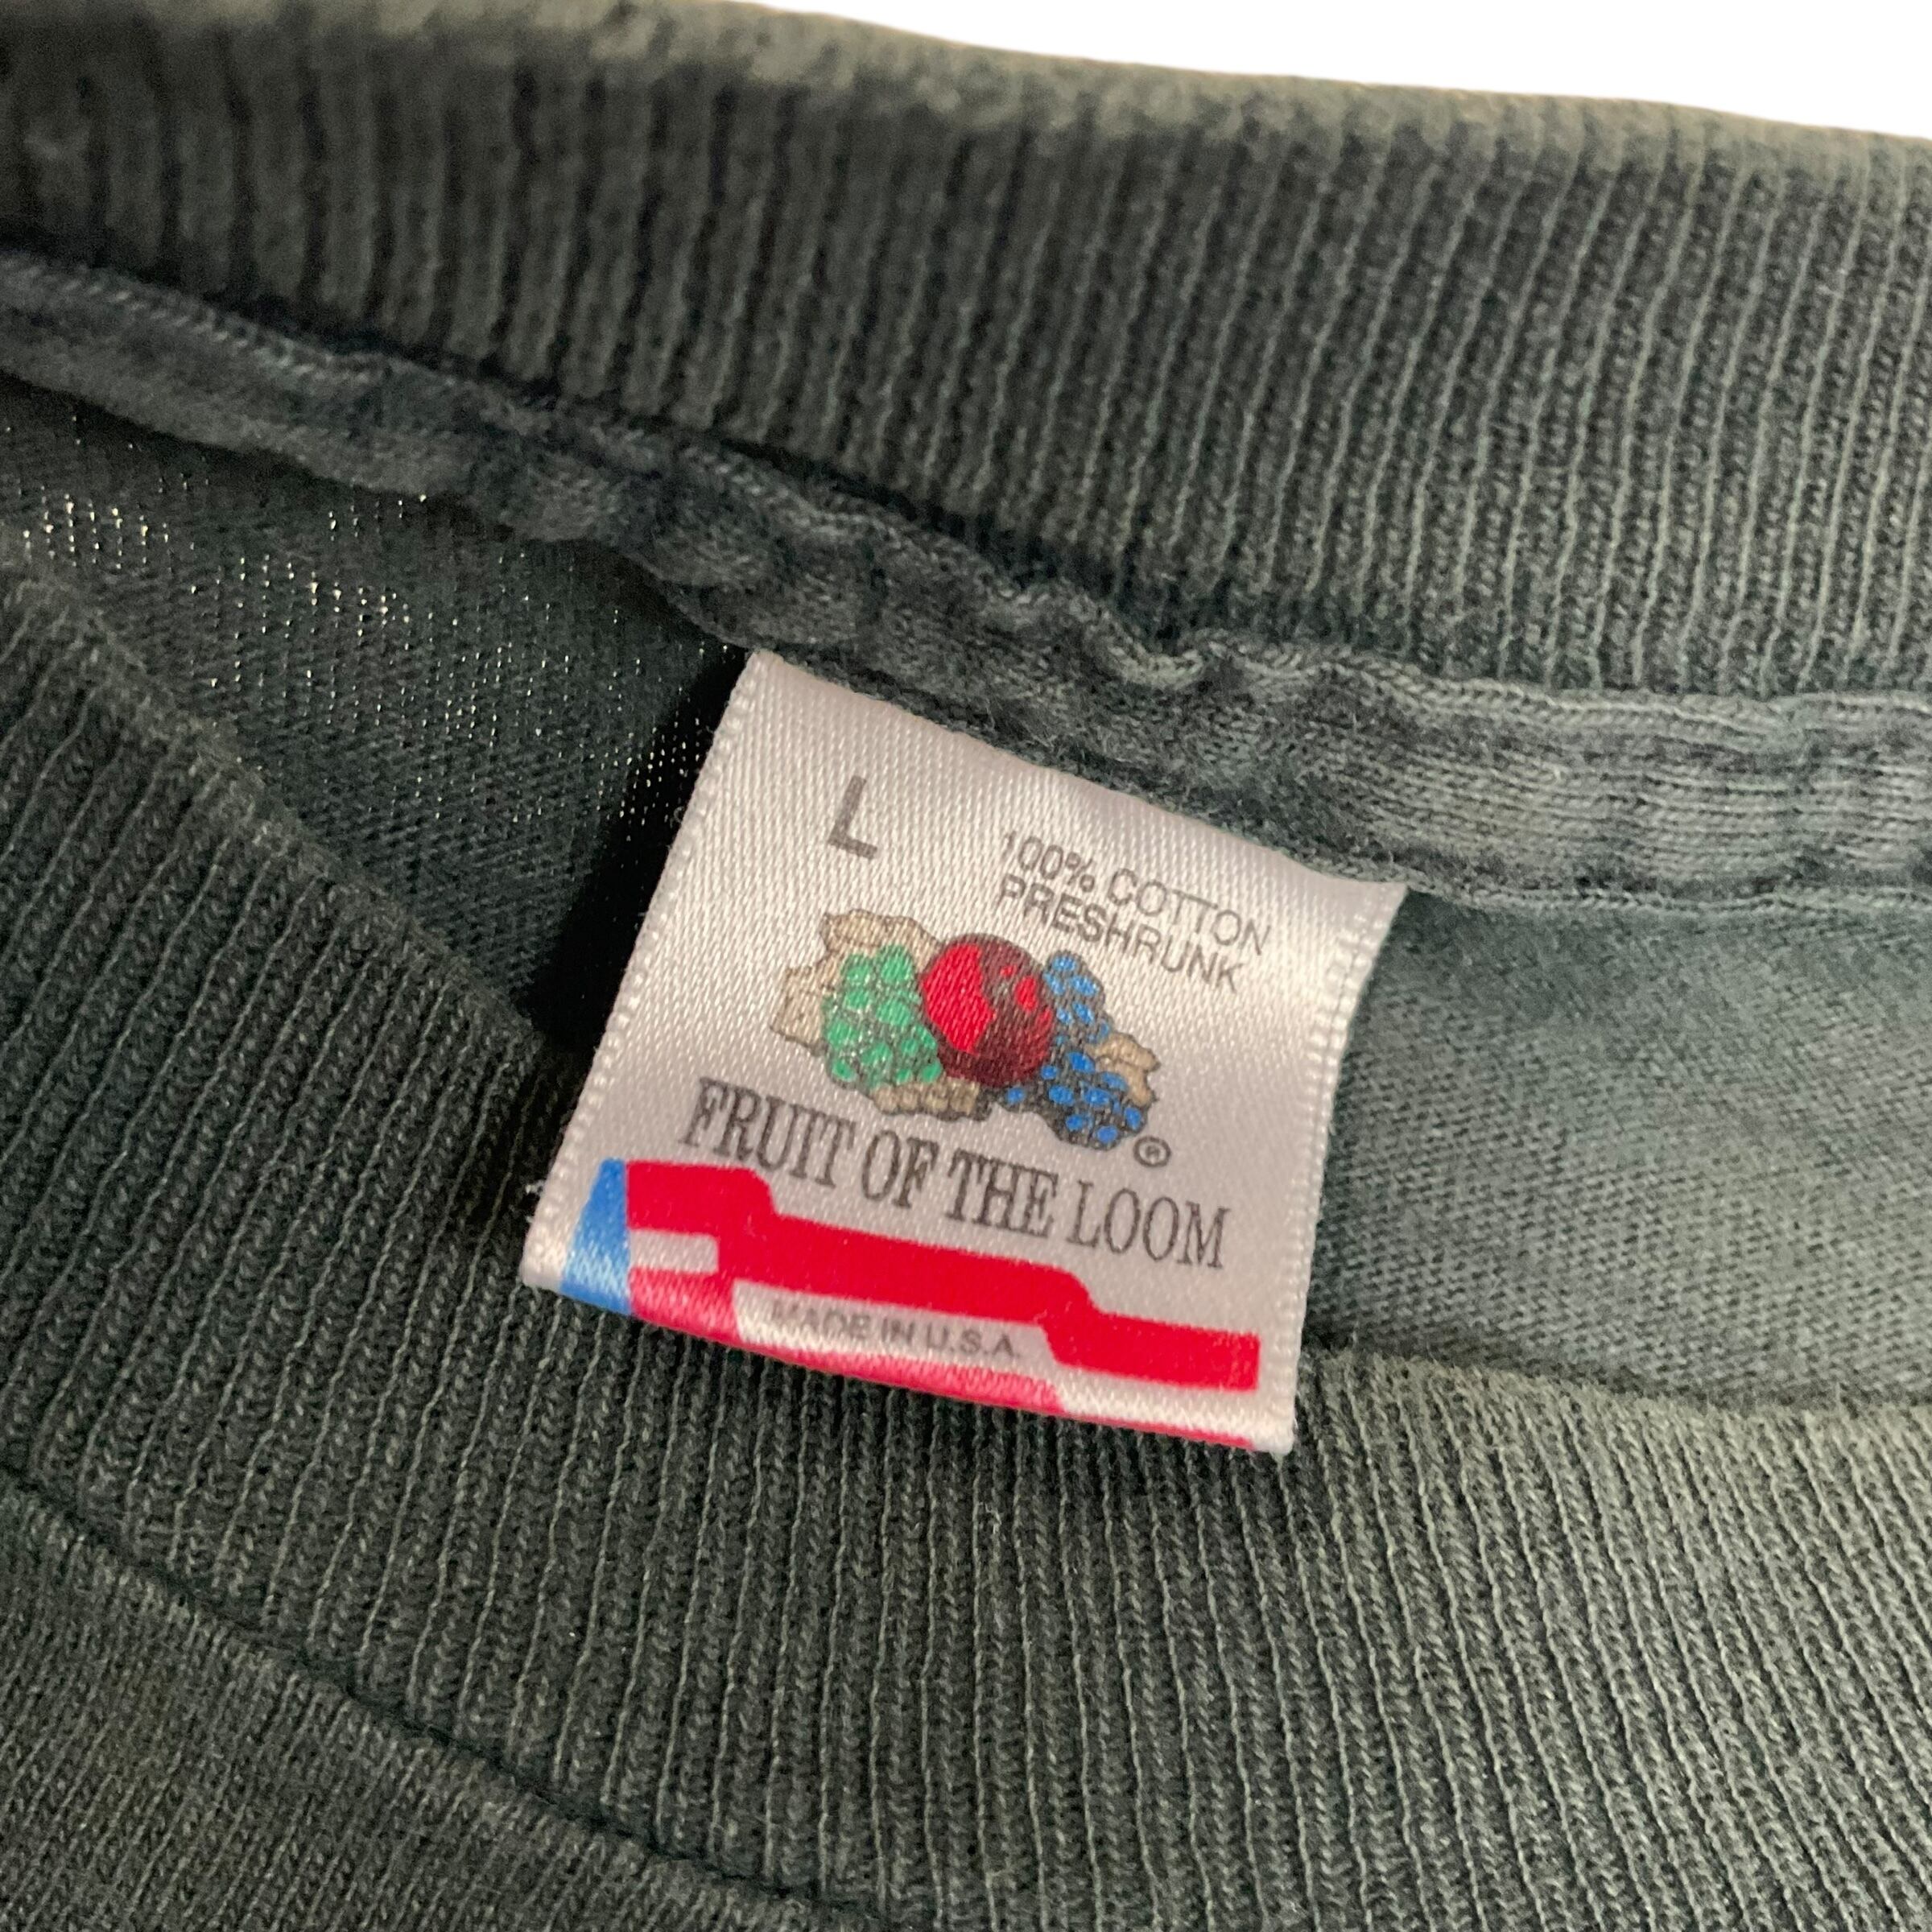 L
100% COTTON
PRESHRUNK
®
FRUIT OF THE LOOM
MADE IN U.S.A.